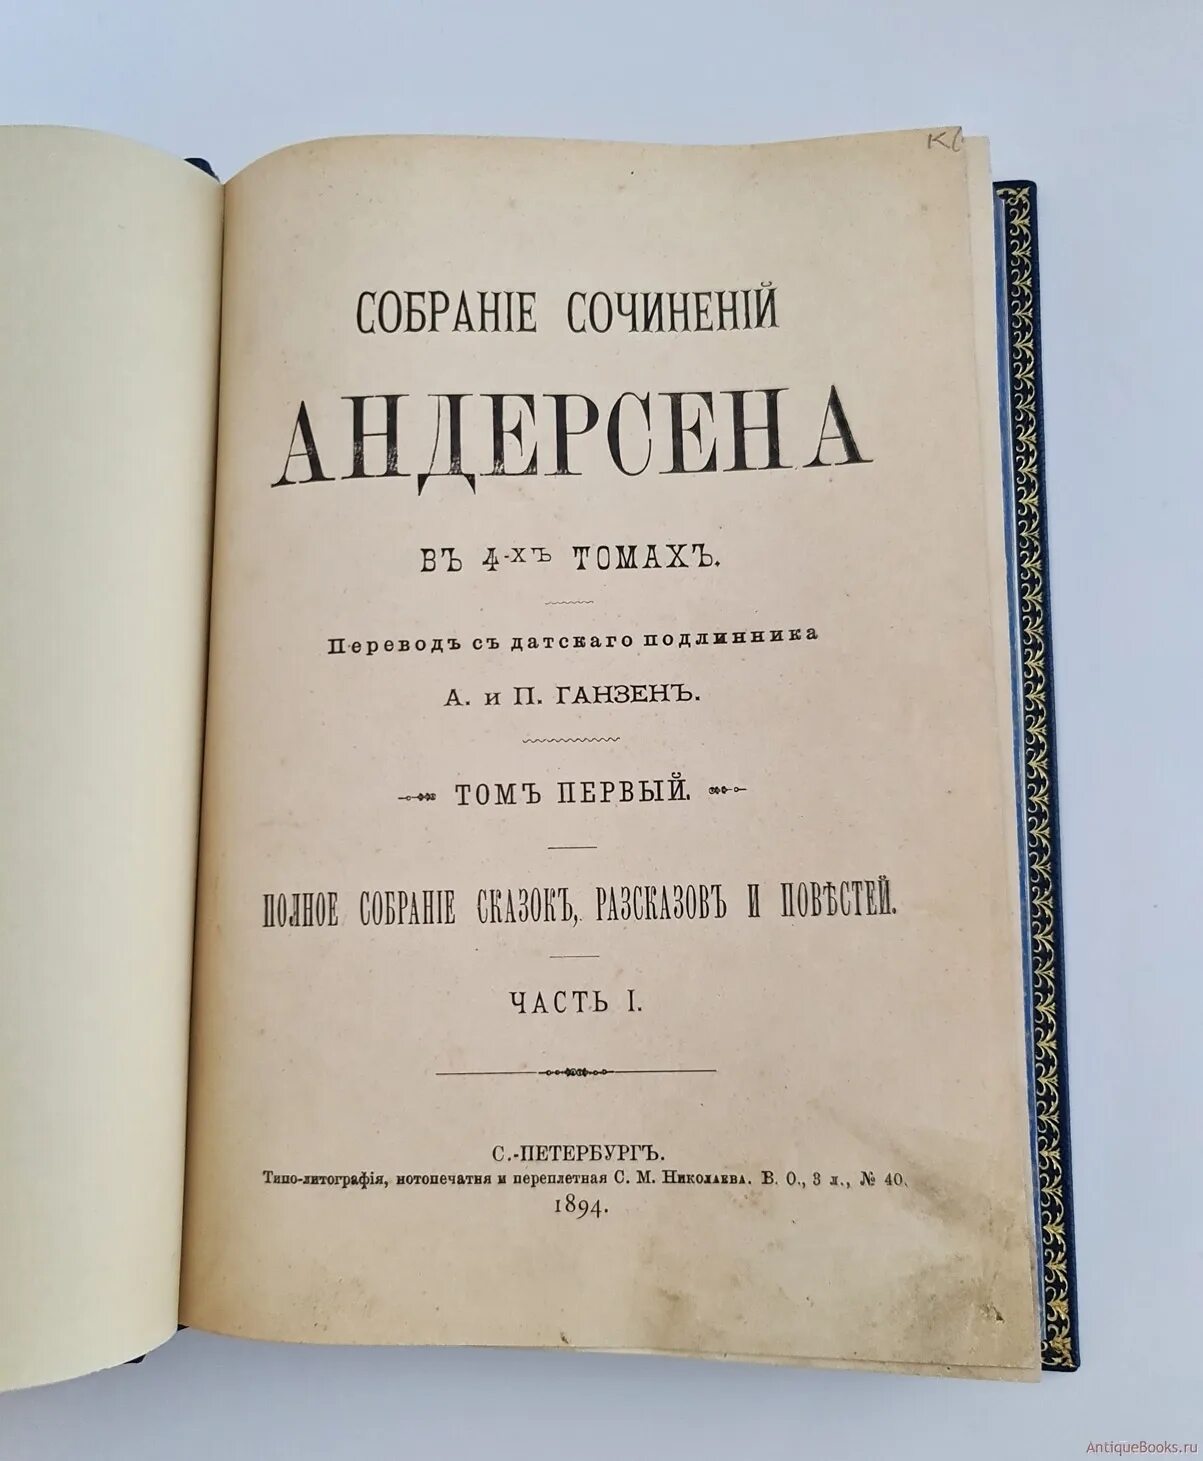 СОБРАНІЕ СОЧИНЕНІЙ
АНДЕРСЕНА
ВЪ 4-ХЪ ТОМАХЪ.
Переводъ съ датскаго подлинника
А. и П. ГАНЗЕНЪ.
ТОМЪ ПЕРВЫЙ.
ПОЛНОЕ СОБРАНІЕ СКАЗОКЪ, РАЗСКАЗОВЪ И ПОВѢСТЕЙ.
ЧАСТЬ I.
С.-ПЕТЕРБУРГЪ.
Типо-литографія, нотопечатня и переплетная С. М. Николаева. В. О., 3 л., № 40.
1894.
AntiqueBooks.ru